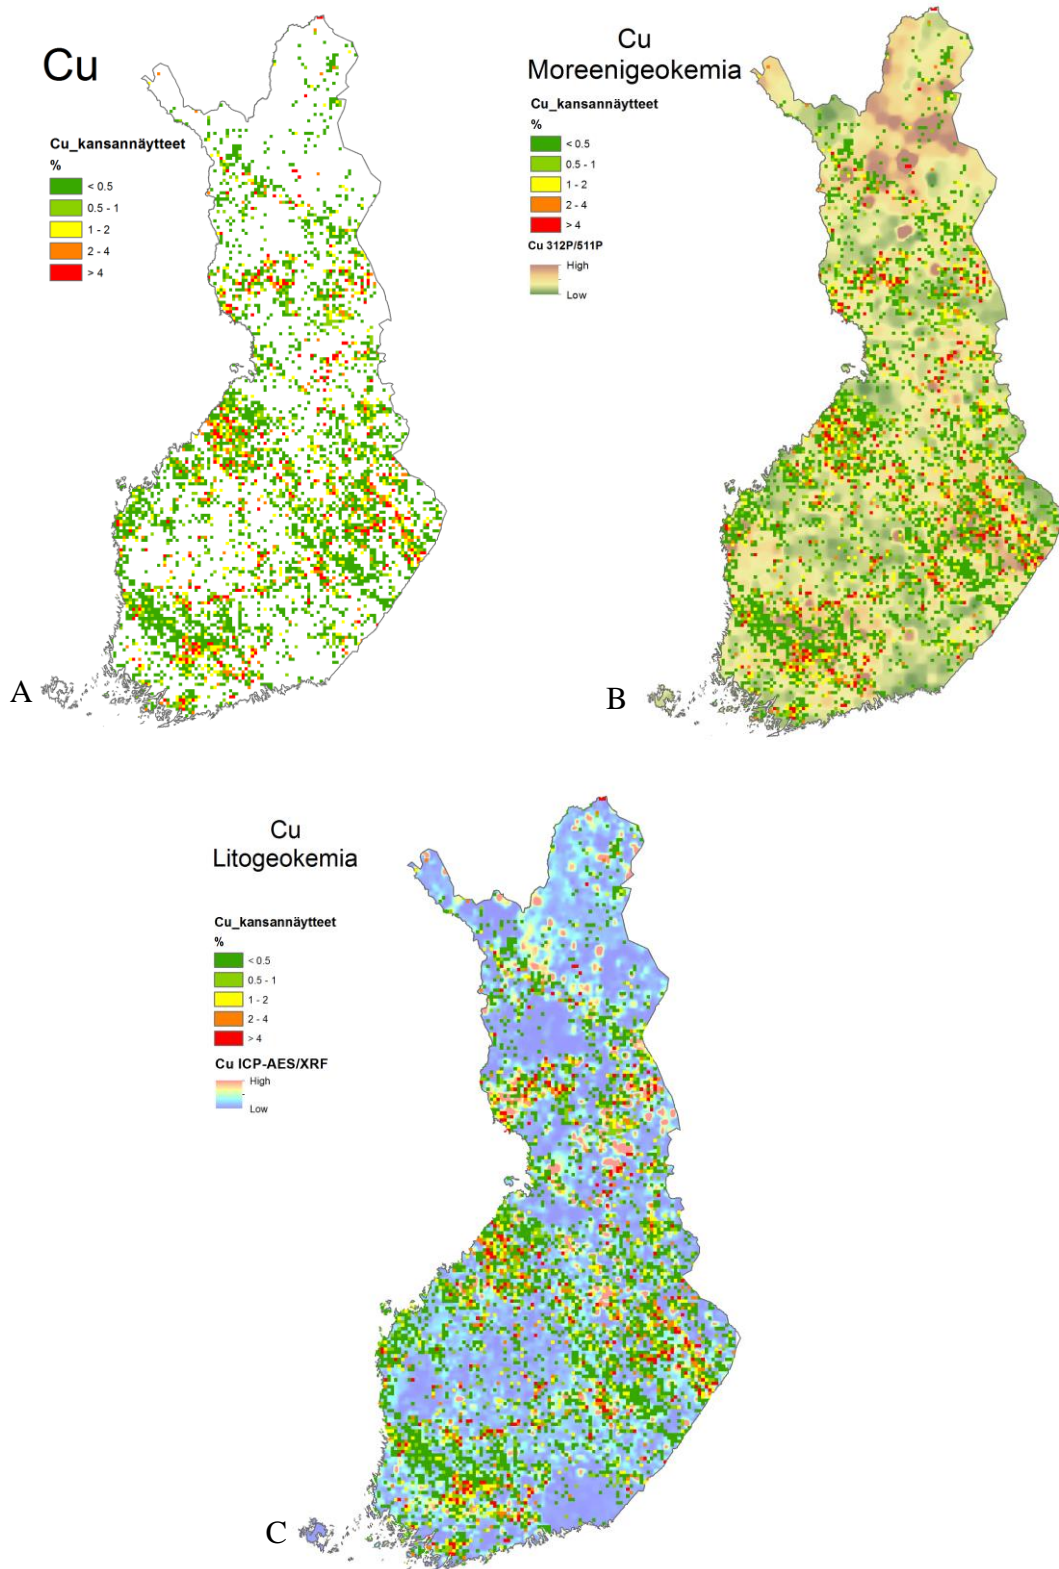 Cu
Cu_kansannäytteet
%
< 0.5
0.5 - 1
1 - 2
2 - 4
> 4
A
Cu
Moreenigeokemia
Cu_kansannäytteet
%
< 0.5
0.5 - 1
1 - 2
2 - 4
> 4
Cu 312P/511P
High
Low
B
Cu
Litogeokemia
Cu_kansannäytteet
%
< 0.5
0.5 - 1
1 - 2
2 - 4
> 4
Cu ICP-AES/XRF
High
Low
C